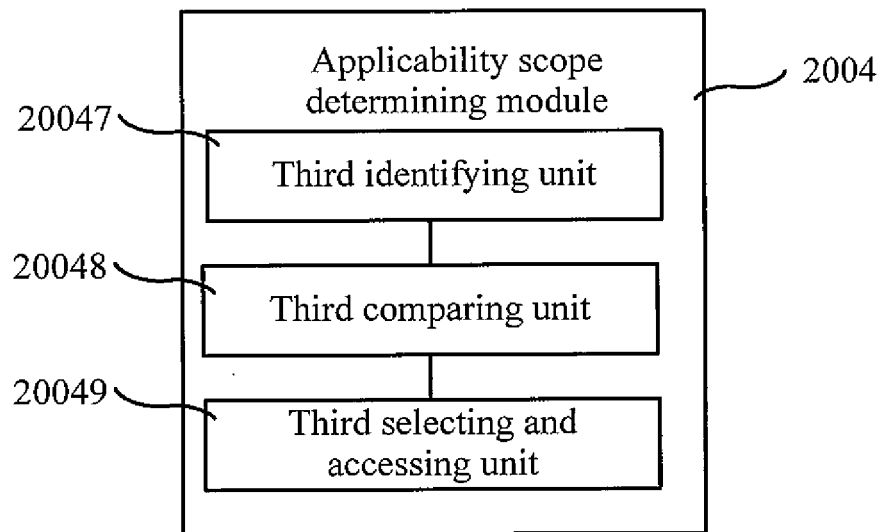 Applicability scope
determining module
2004
20047
Third identifying unit
20048
Third comparing unit
20049
Third selecting and
accessing unit